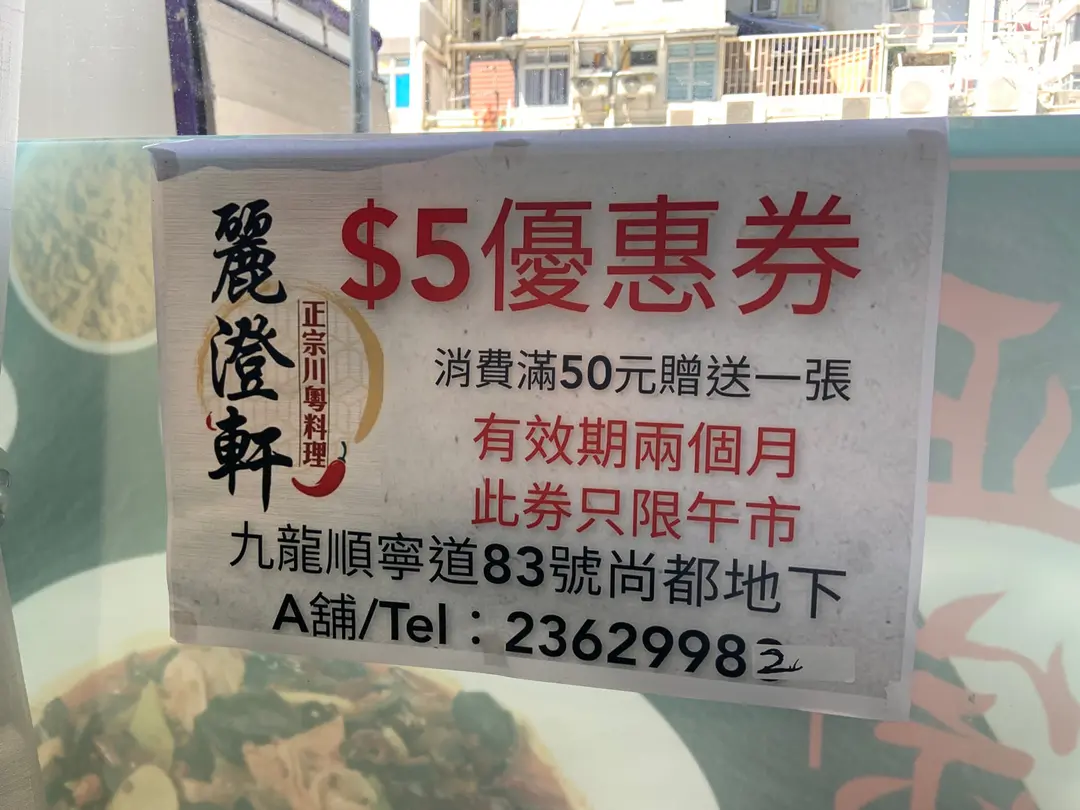 麗澄軒
正宗川粵料理
$5優惠券
消費滿50元贈送一張
有效期兩個月
此券只限午市
九龍順寧道83號尚都地下
A舖/Tel：23629982